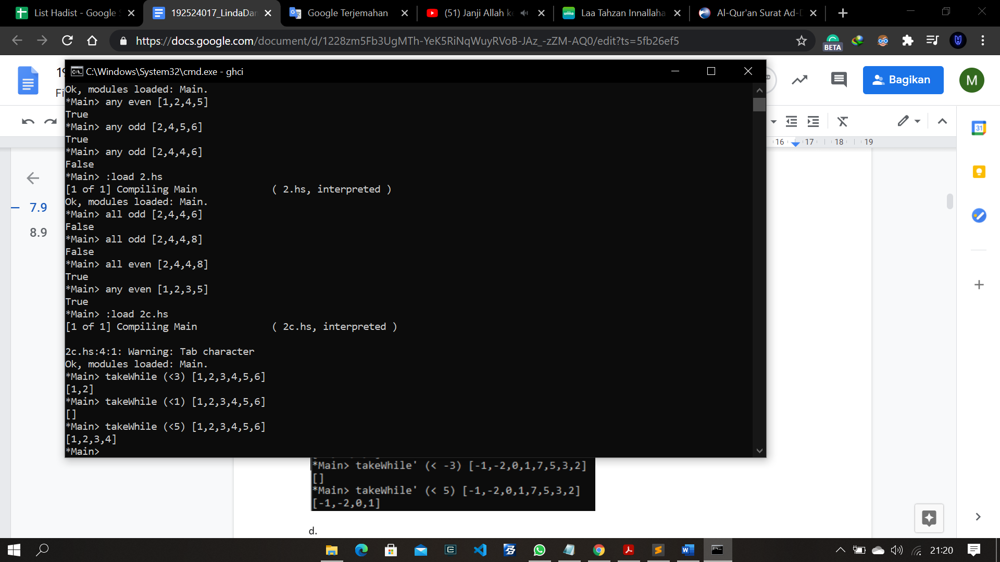 List Hadist - Google
192524017_LindaDar
Google Terjemahan
(51) Janji Allah ke
Laa Tahzan Innallaha
Al-Qur'an Surat Ad-D
https://docs.google.com/document/d/1228zm5Fb3UgMTh-YeK5RiNqWuyRVoB-JAz_-zZM-AQ0/edit?ts=5fb26ef5
BETA
19
Fi
Bagikan
M
C:\Windows\System32\cmd.exe - ghci
16 17 18 19
31
7.9
8.9
Ok, modules loaded: Main.
*Main> any even [1,2,4,5]
True
*Main> any odd [2,4,5,6]
True
*Main> any odd [2,4,4,6]
False
*Main> :load 2.hs
[1 of 1] Compiling Main ( 2.hs, interpreted )
Ok, modules loaded: Main.
*Main> all odd [2,4,4,6]
False
*Main> all odd [2,4,4,8]
False
*Main> all even [2,4,4,8]
True
*Main> any even [1,2,3,5]
True
*Main> :load 2c.hs
[1 of 1] Compiling Main ( 2c.hs, interpreted )
2c.hs:4:1: Warning: Tab character
Ok, modules loaded: Main.
*Main> takeWhile (<3) [1,2,3,4,5,6]
[1,2]
*Main> takeWhile (<1) [1,2,3,4,5,6]
[]
*Main> takeWhile (<5) [1,2,3,4,5,6]
[1,2,3,4]
*Main>
*Main> takeWhile' (< -3) [-1,-2,0,1,7,5,3,2]
[]
*Main> takeWhile' (< 5) [-1,-2,0,1,7,5,3,2]
[-1,-2,0,1]
d.
21:20